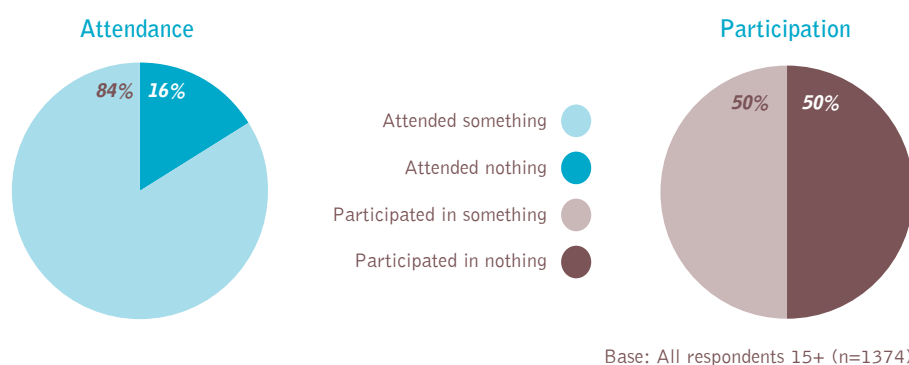 Attendance
84% 16%
Attended something
Attended nothing
Participated in something
Participated in nothing
Participation
50% 50%
Base: All respondents 15+ (n=1374)